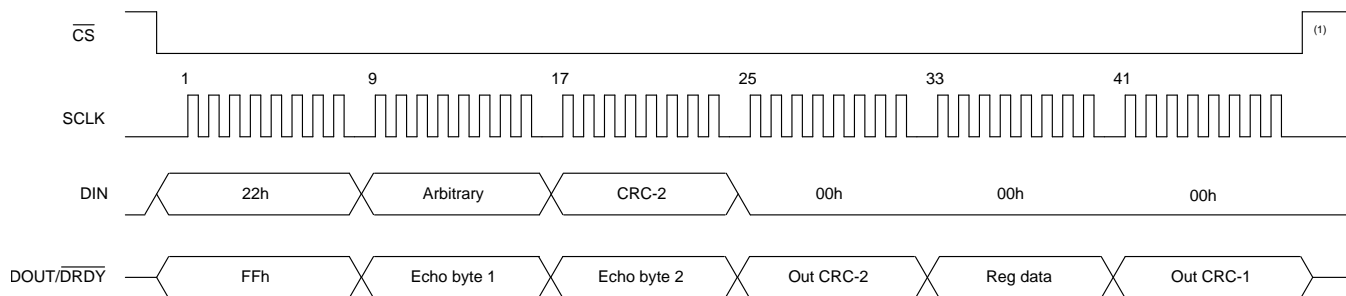 CS
(1)
1 9 17 25 33 41
SCLK
DIN 22h Arbitrary CRC-2 00h 00h 00h
DOUT/DRDY FFh Echo byte 1 Echo byte 2 Out CRC-2 Reg data Out CRC-1